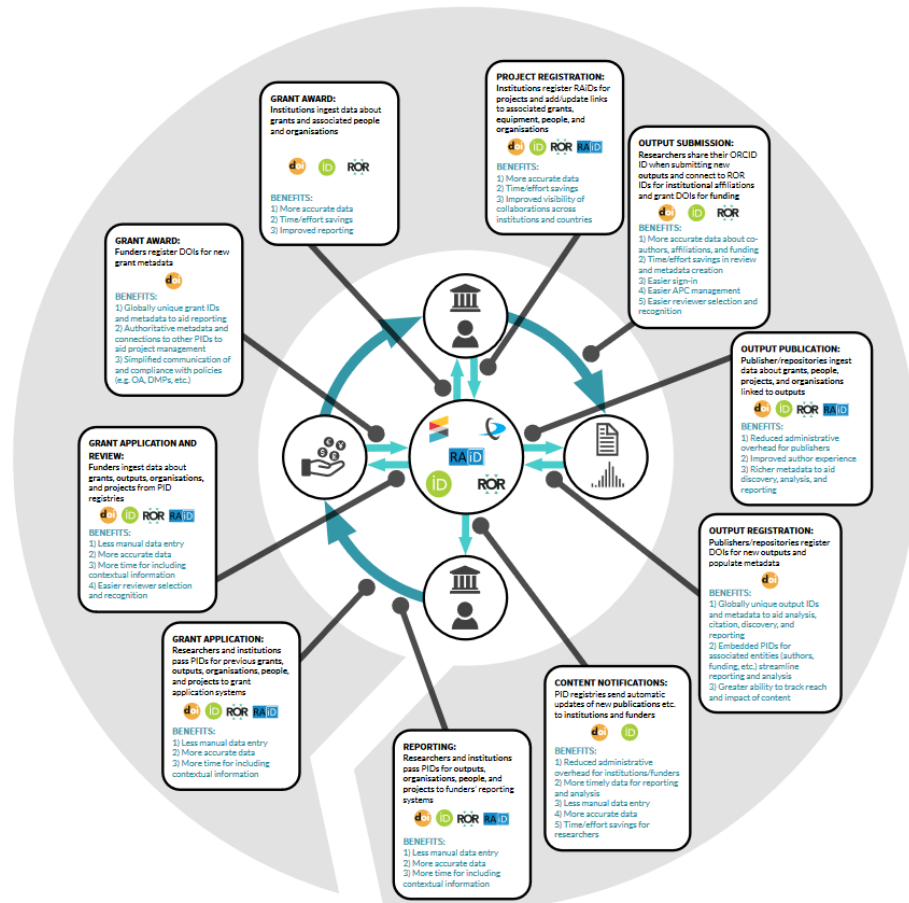 GRANT AWARD:
Institutions ingest data about
grants and associated people
and organisations
doi iD ROR
BENEFITS:
1) More accurate data
2) Time/effort savings
3) Improved reporting
PROJECT REGISTRATION:
Institutions register RAiDs for
projects and add/update links
to associated grants,
equipment, people, and
organisations
doi iD ROR RAiD
BENEFITS:
1) More accurate data
2) Time/effort savings
3) Improved visibility of
collaborations across
institutions and countries
OUTPUT SUBMISSION:
Researchers share their ORCID
ID when submitting new
outputs and connect to ROR
IDs for institutional affiliations
and grant DOIs for funding
doi iD ROR
BENEFITS:
1) More accurate data about co-
authors, affiliations, and funding
2) Time/effort savings in review
and metadata creation
3) Easier sign-in
4) Easier APC management
5) Easier reviewer selection and
recognition
GRANT AWARD:
Funders register DOIs for new
grant metadata
doi
BENEFITS:
1) Globally unique grant IDs
and metadata to aid reporting
2) Authoritative metadata and
connections to other PIDs to
aid project management
3) Simplified communication of
and compliance with policies
(e.g. OA, DMPs, etc.)
OUTPUT PUBLICATION:
Publisher/repositories ingest
data about grants, people,
projects, and organisations
linked to outputs
doi iD ROR RAiD
BENEFITS:
1) Reduced administrative
overhead for publishers
2) Improved author experience
3) Richer metadata to aid
discovery, analysis, and
reporting
GRANT APPLICATION AND
REVIEW:
Funders ingest data about
grants, outputs, organisations,
and projects from PID
registries
doi iD ROR RAiD
BENEFITS:
1) Less manual data entry
2) More accurate data
3) More time for including
contextual information
4) Easier reviewer selection
and recognition
€ ¥
$ £
RAiD
iD ROR
OUTPUT REGISTRATION:
Publishers/repositories register
DOIs for new outputs and
populate metadata
doi
BENEFITS:
1) Globally unique output IDs
and metadata to aid analysis,
citation, discovery, and
reporting
2) Embedded PIDs for
associated entities (authors,
funding, etc.) streamline
reporting and analysis
3) Greater ability to track reach
and impact of content
GRANT APPLICATION:
Researchers and institutions
pass PIDs for previous grants,
outputs, organisations, people,
and projects to grant
application systems
doi iD ROR RAiD
BENEFITS:
1) Less manual data entry
2) More accurate data
3) More time for including
contextual information
CONTENT NOTIFICATIONS:
PID registries send automatic
updates of new publications etc.
to institutions and funders
doi iD
BENEFITS:
1) Reduced administrative
overhead for institutions/funders
2) More timely data for reporting
and analysis
3) Less manual data entry
4) More accurate data
5) Time/effort savings for
researchers
REPORTING:
Researchers and institutions
pass PIDs for outputs,
organisations, people, and
projects to funders' reporting
systems
doi iD ROR RAiD
BENEFITS:
1) Less manual data entry
2) More accurate data
3) More time for including
contextual information